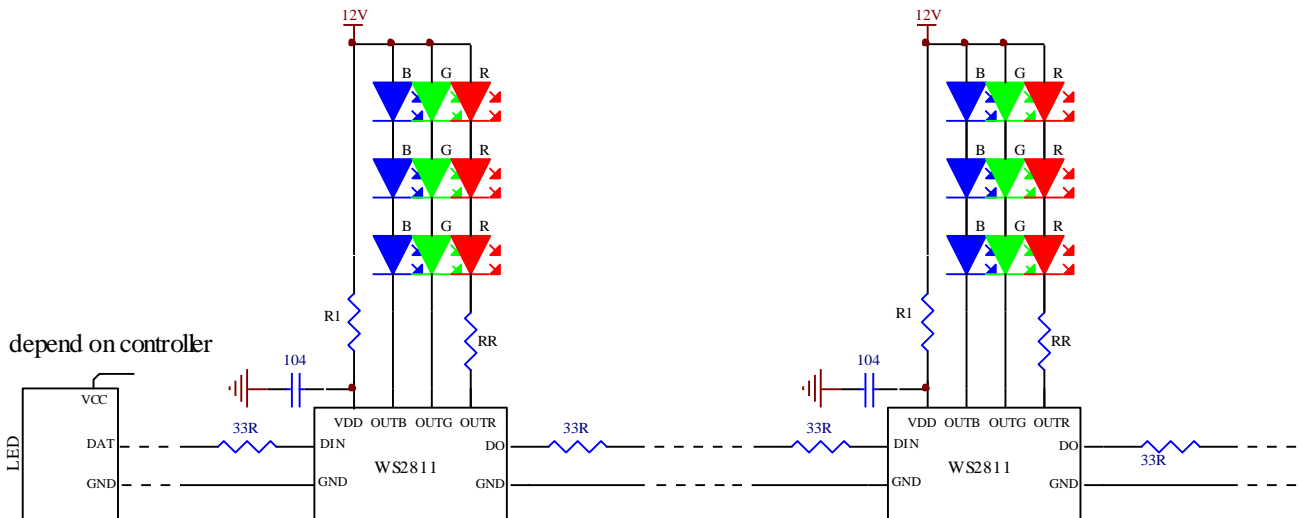 12V
12V
B G R
B G R
B G R
B G R
B G R
B G R
R1
RR
R1
RR
depend on controller
104
104
VCC
VDD OUTB OUTG OUTR
VDD OUTB OUTG OUTR
33R
33R
33R
33R
DAT
DIN
DO
DIN
DO
LED
WS2811
WS2811
GND
GND
GND
GND
GND